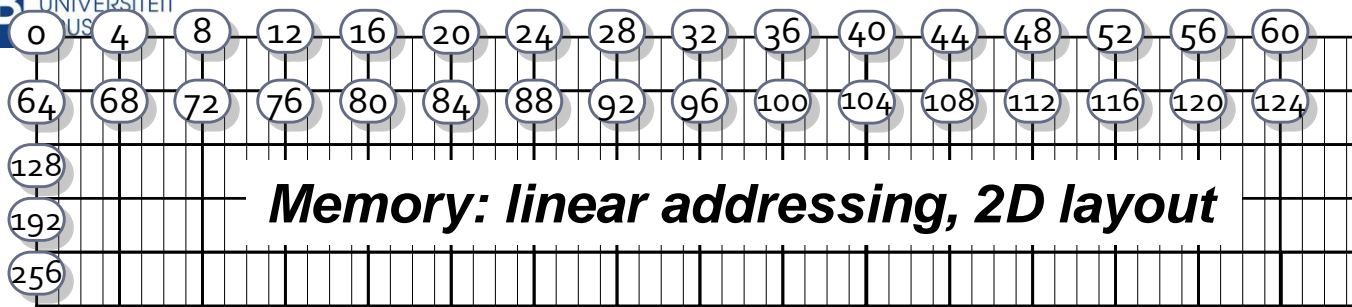 UNIVERSITEIT
0 4 8 12 16 20 24 28 32 36 40 44 48 52 56 60
64 68 72 76 80 84 88 92 96 100 104 108 112 116 120 124
128
Memory: linear addressing, 2D layout
192
256